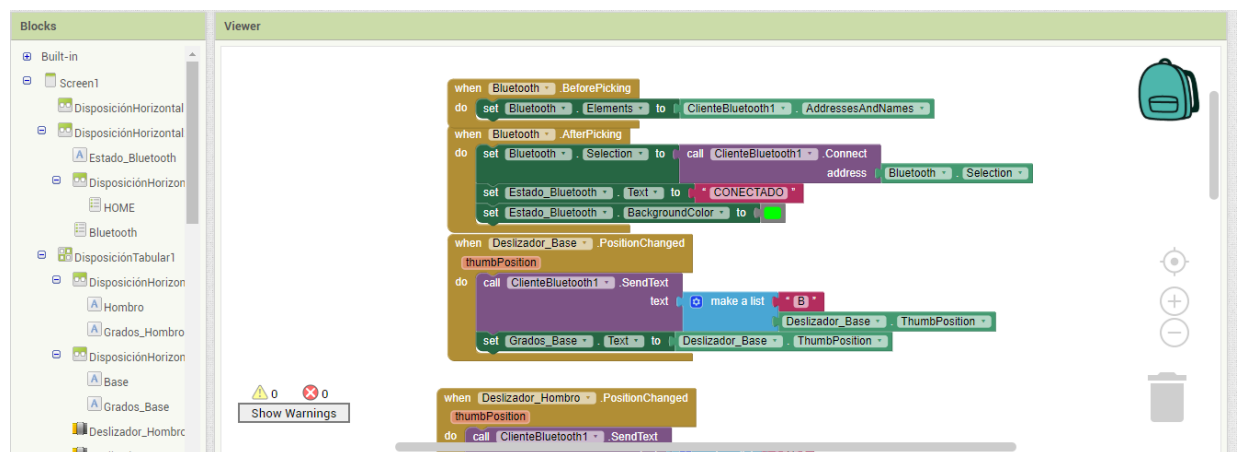 Blocks
Viewer
Built-in
Screen1
DisposiciónHorizontal
DisposiciónHorizontal
Estado_Bluetooth
DisposiciónHorizon
HOME
Bluetooth
DisposiciónTabular1
DisposiciónHorizon
Hombro
Grados_Hombro
DisposiciónHorizon
Base
Grados_Base
Deslizador_Hombro
when Bluetooth .BeforePicking
do set Bluetooth . Elements to ClienteBluetooth1 . AddressesAndNames
when Bluetooth .AfterPicking
do set Bluetooth . Selection to call ClienteBluetooth1 .Connect
address Bluetooth . Selection
set Estado_Bluetooth . Text to " CONECTADO "
set Estado_Bluetooth . BackgroundColor to
when Deslizador_Base .PositionChanged
thumbPosition
do call ClienteBluetooth1 .SendText
text make a list " B "
Deslizador_Base . ThumbPosition
set Grados_Base . Text to Deslizador_Base . ThumbPosition
when Deslizador_Hombro .PositionChanged
thumbPosition
do call ClienteBluetooth1 .SendText
0 0
Show Warnings